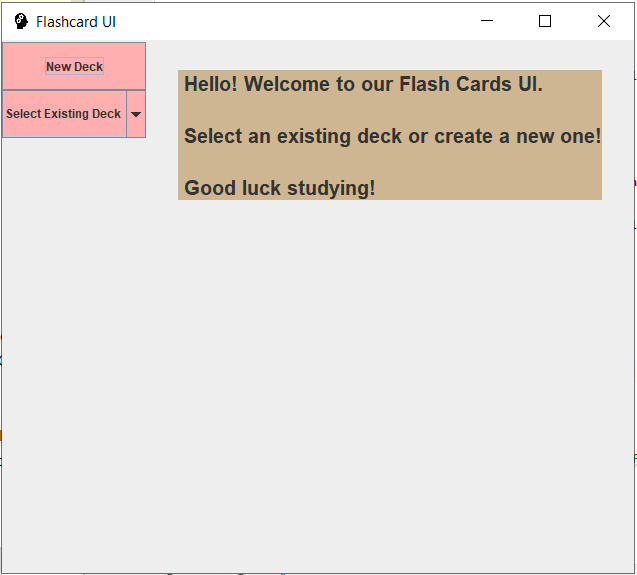 Flashcard UI
New Deck
Select Existing Deck
Hello! Welcome to our Flash Cards UI.
Select an existing deck or create a new one!
Good luck studying!